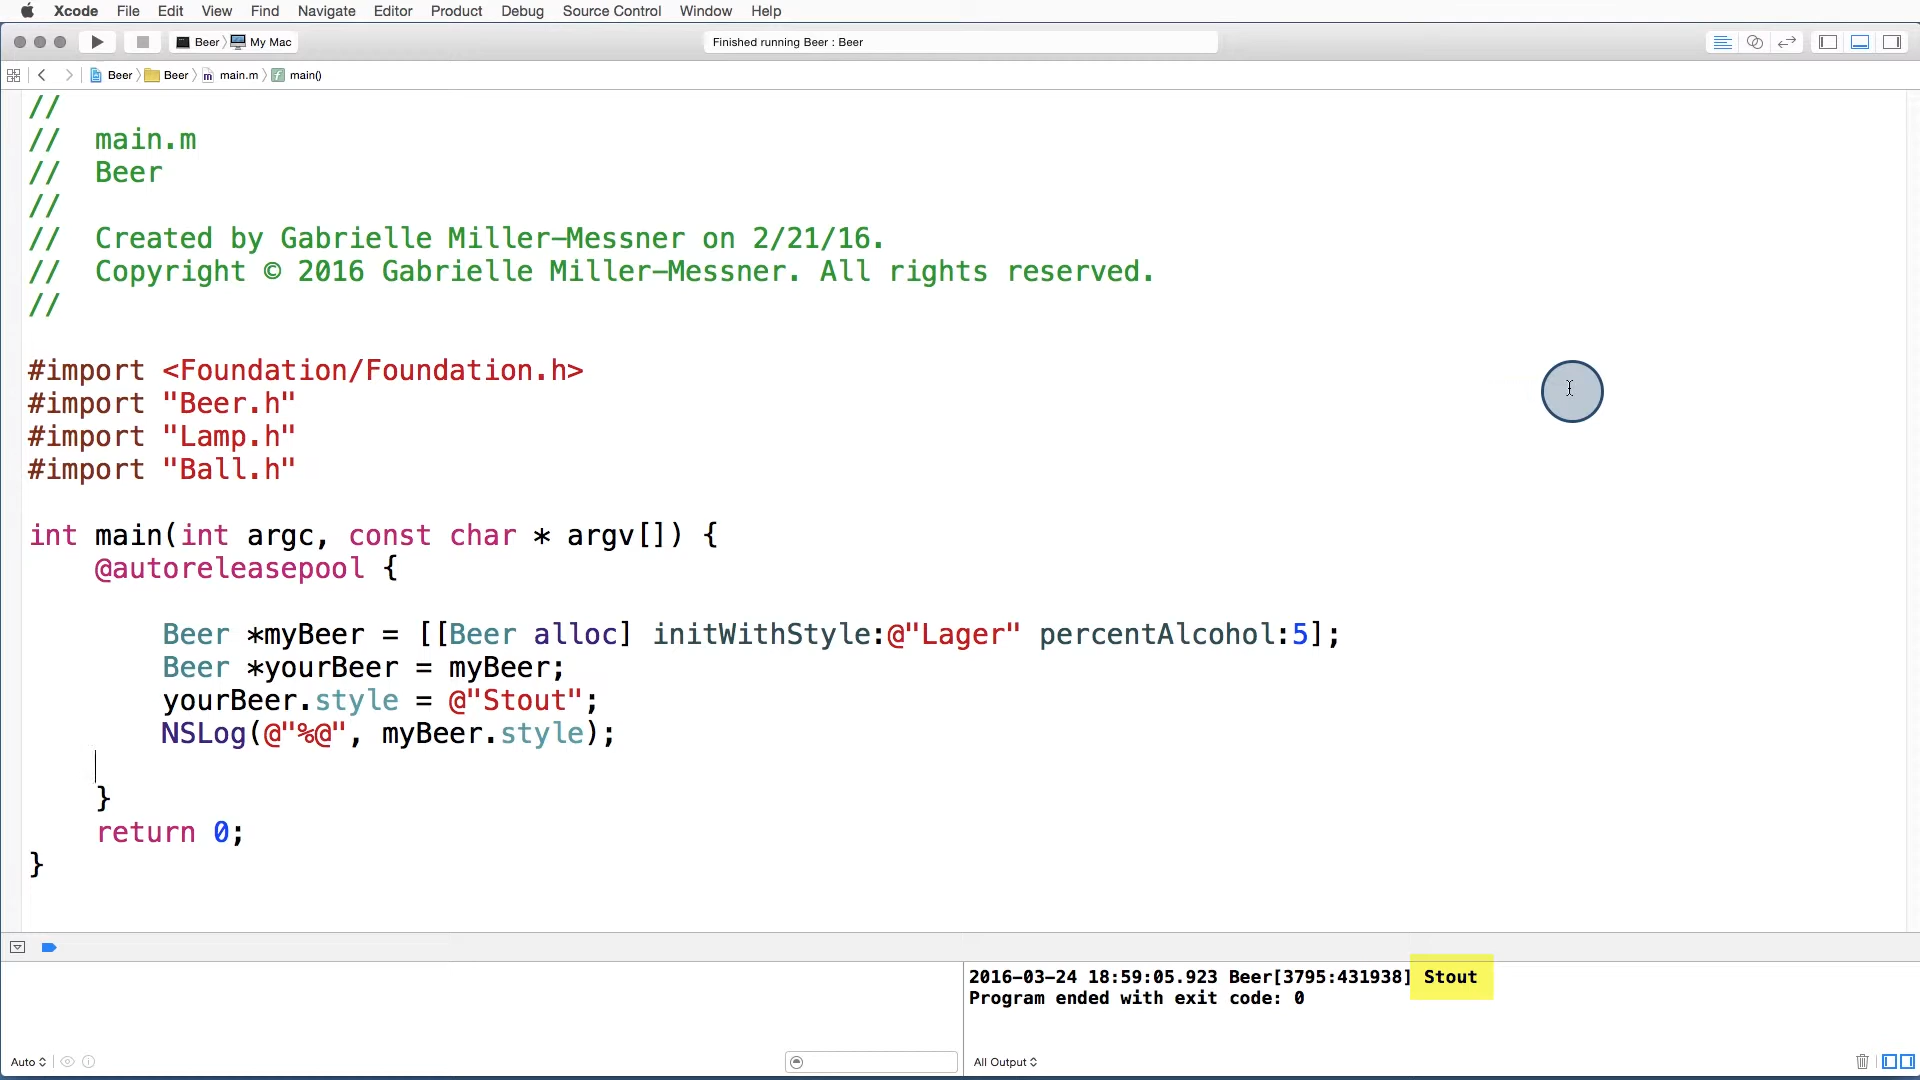 Xcode File Edit View Find Navigate Editor Product Debug Source Control Window Help
Beer My Mac Finished running Beer : Beer
Beer Beer main.m main()
//
//  main.m
//  Beer
//
//  Created by Gabrielle Miller-Messner on 2/21/16.
//  Copyright © 2016 Gabrielle Miller-Messner. All rights reserved.
//
#import <Foundation/Foundation.h>
#import "Beer.h"
#import "Lamp.h"
#import "Ball.h"
int main(int argc, const char * argv[]) {
    @autoreleasepool {
        Beer *myBeer = [[Beer alloc] initWithStyle:@"Lager" percentAlcohol:5];
        Beer *yourBeer = myBeer;
        yourBeer.style = @"Stout";
        NSLog(@"%@", myBeer.style);
    }
    return 0;
}
2016-03-24 18:59:05.923 Beer[3795:431938] Stout
Program ended with exit code: 0
Auto All Output